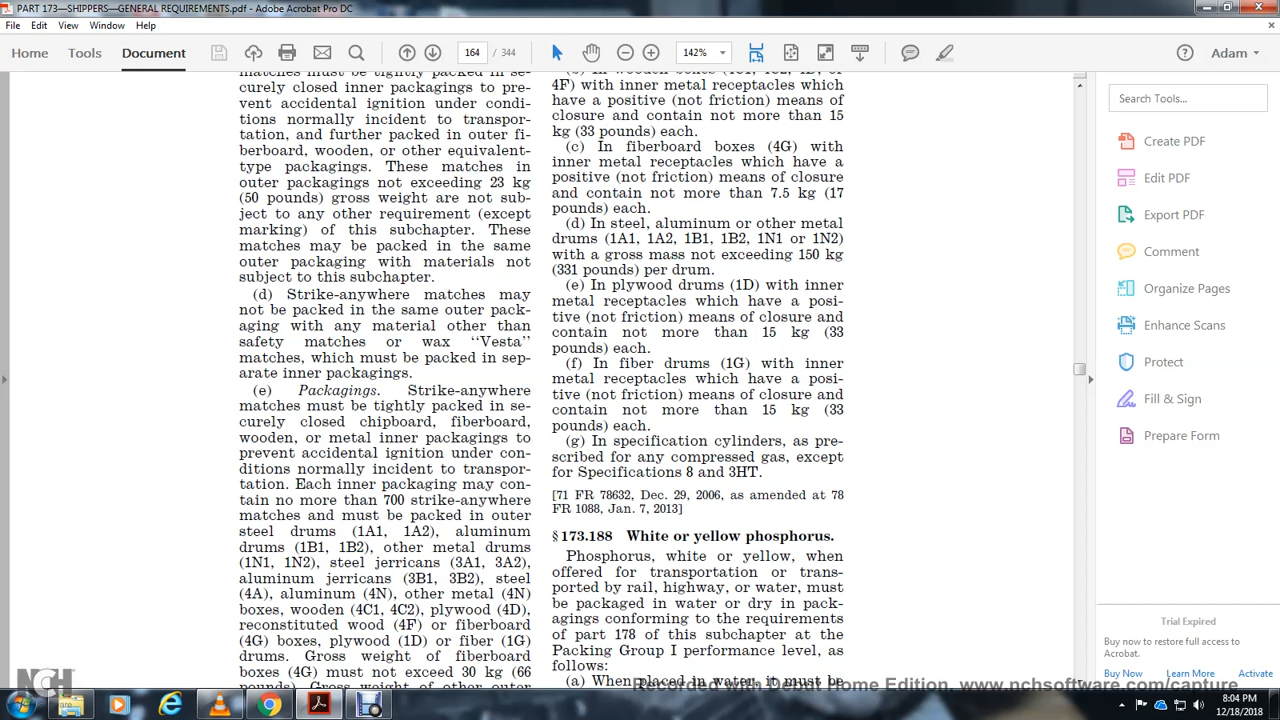 PART 173—SHIPPERS—GENERAL REQUIREMENTS.pdf - Adobe Acrobat Pro DC
File Edit View Window Help
Home Tools Document 164 / 344 142% Adam
matches must be tightly packed in se-
curely closed inner packagings to pre-
vent accidental ignition under condi-
tions normally incident to transpor-
tation, and further packed in outer fi-
berboard, wooden, or other equivalent-
type packagings. These matches in
outer packagings not exceeding 23 kg
(50 pounds) gross weight are not sub-
ject to any other requirement (except
marking) of this subchapter. These
matches may be packed in the same
outer packaging with materials not
subject to this subchapter.
(d) Strike-anywhere matches may
not be packed in the same outer pack-
aging with any material other than
safety matches or wax ‘‘Vesta’’
matches, which must be packed in sep-
arate inner packagings.
(e) Packagings. Strike-anywhere
matches must be tightly packed in se-
curely closed chipboard, fiberboard,
wooden, or metal inner packagings to
prevent accidental ignition under con-
ditions normally incident to transpor-
tation. Each inner packaging may con-
tain no more than 700 strike-anywhere
matches and must be packed in outer
steel drums (1A1, 1A2), aluminum
drums (1B1, 1B2), other metal drums
(1N1, 1N2), steel jerricans (3A1, 3A2),
aluminum jerricans (3B1, 3B2), steel
(4A), aluminum (4N), other metal (4N)
boxes, wooden (4C1, 4C2), plywood (4D),
reconstituted wood (4F) or fiberboard
(4G) boxes, plywood (1D) or fiber (1G)
drums. Gross weight of fiberboard
boxes (4G) must not exceed 30 kg (66
pounds). Gross weight of other outer
(b) In wooden boxes (4C1, 4C2, 4D, or
4F) with inner metal receptacles which
have a positive (not friction) means of
closure and contain not more than 15
kg (33 pounds) each.
(c) In fiberboard boxes (4G) with
inner metal receptacles which have a
positive (not friction) means of closure
and contain not more than 7.5 kg (17
pounds) each.
(d) In steel, aluminum or other metal
drums (1A1, 1A2, 1B1, 1B2, 1N1 or 1N2)
with a gross mass not exceeding 150 kg
(331 pounds) per drum.
(e) In plywood drums (1D) with inner
metal receptacles which have a posi-
tive (not friction) means of closure and
contain not more than 15 kg (33
pounds) each.
(f) In fiber drums (1G) with inner
metal receptacles which have a posi-
tive (not friction) means of closure and
contain not more than 15 kg (33
pounds) each.
(g) In specification cylinders, as pre-
scribed for any compressed gas, except
for Specifications 8 and 3HT.
[71 FR 78632, Dec. 29, 2006, as amended at 78
FR 1088, Jan. 7, 2013]
§ 173.188 White or yellow phosphorus.
Phosphorus, white or yellow, when
offered for transportation or trans-
ported by rail, highway, or water, must
be packaged in water or dry in pack-
agings conforming to the requirements
of part 178 of this subchapter at the
Packing Group I performance level, as
follows:
(a) When placed in water, it must be
Search Tools...
Create PDF
Edit PDF
Export PDF
Comment
Organize Pages
Enhance Scans
Protect
Fill & Sign
Prepare Form
Trial Expired
Buy now to restore full access to
Acrobat.
Buy Now Learn More Activate
Recorded with Debut Home Edition. www.nchsoftware.com/capture
NCH
8:04 PM
12/18/2018